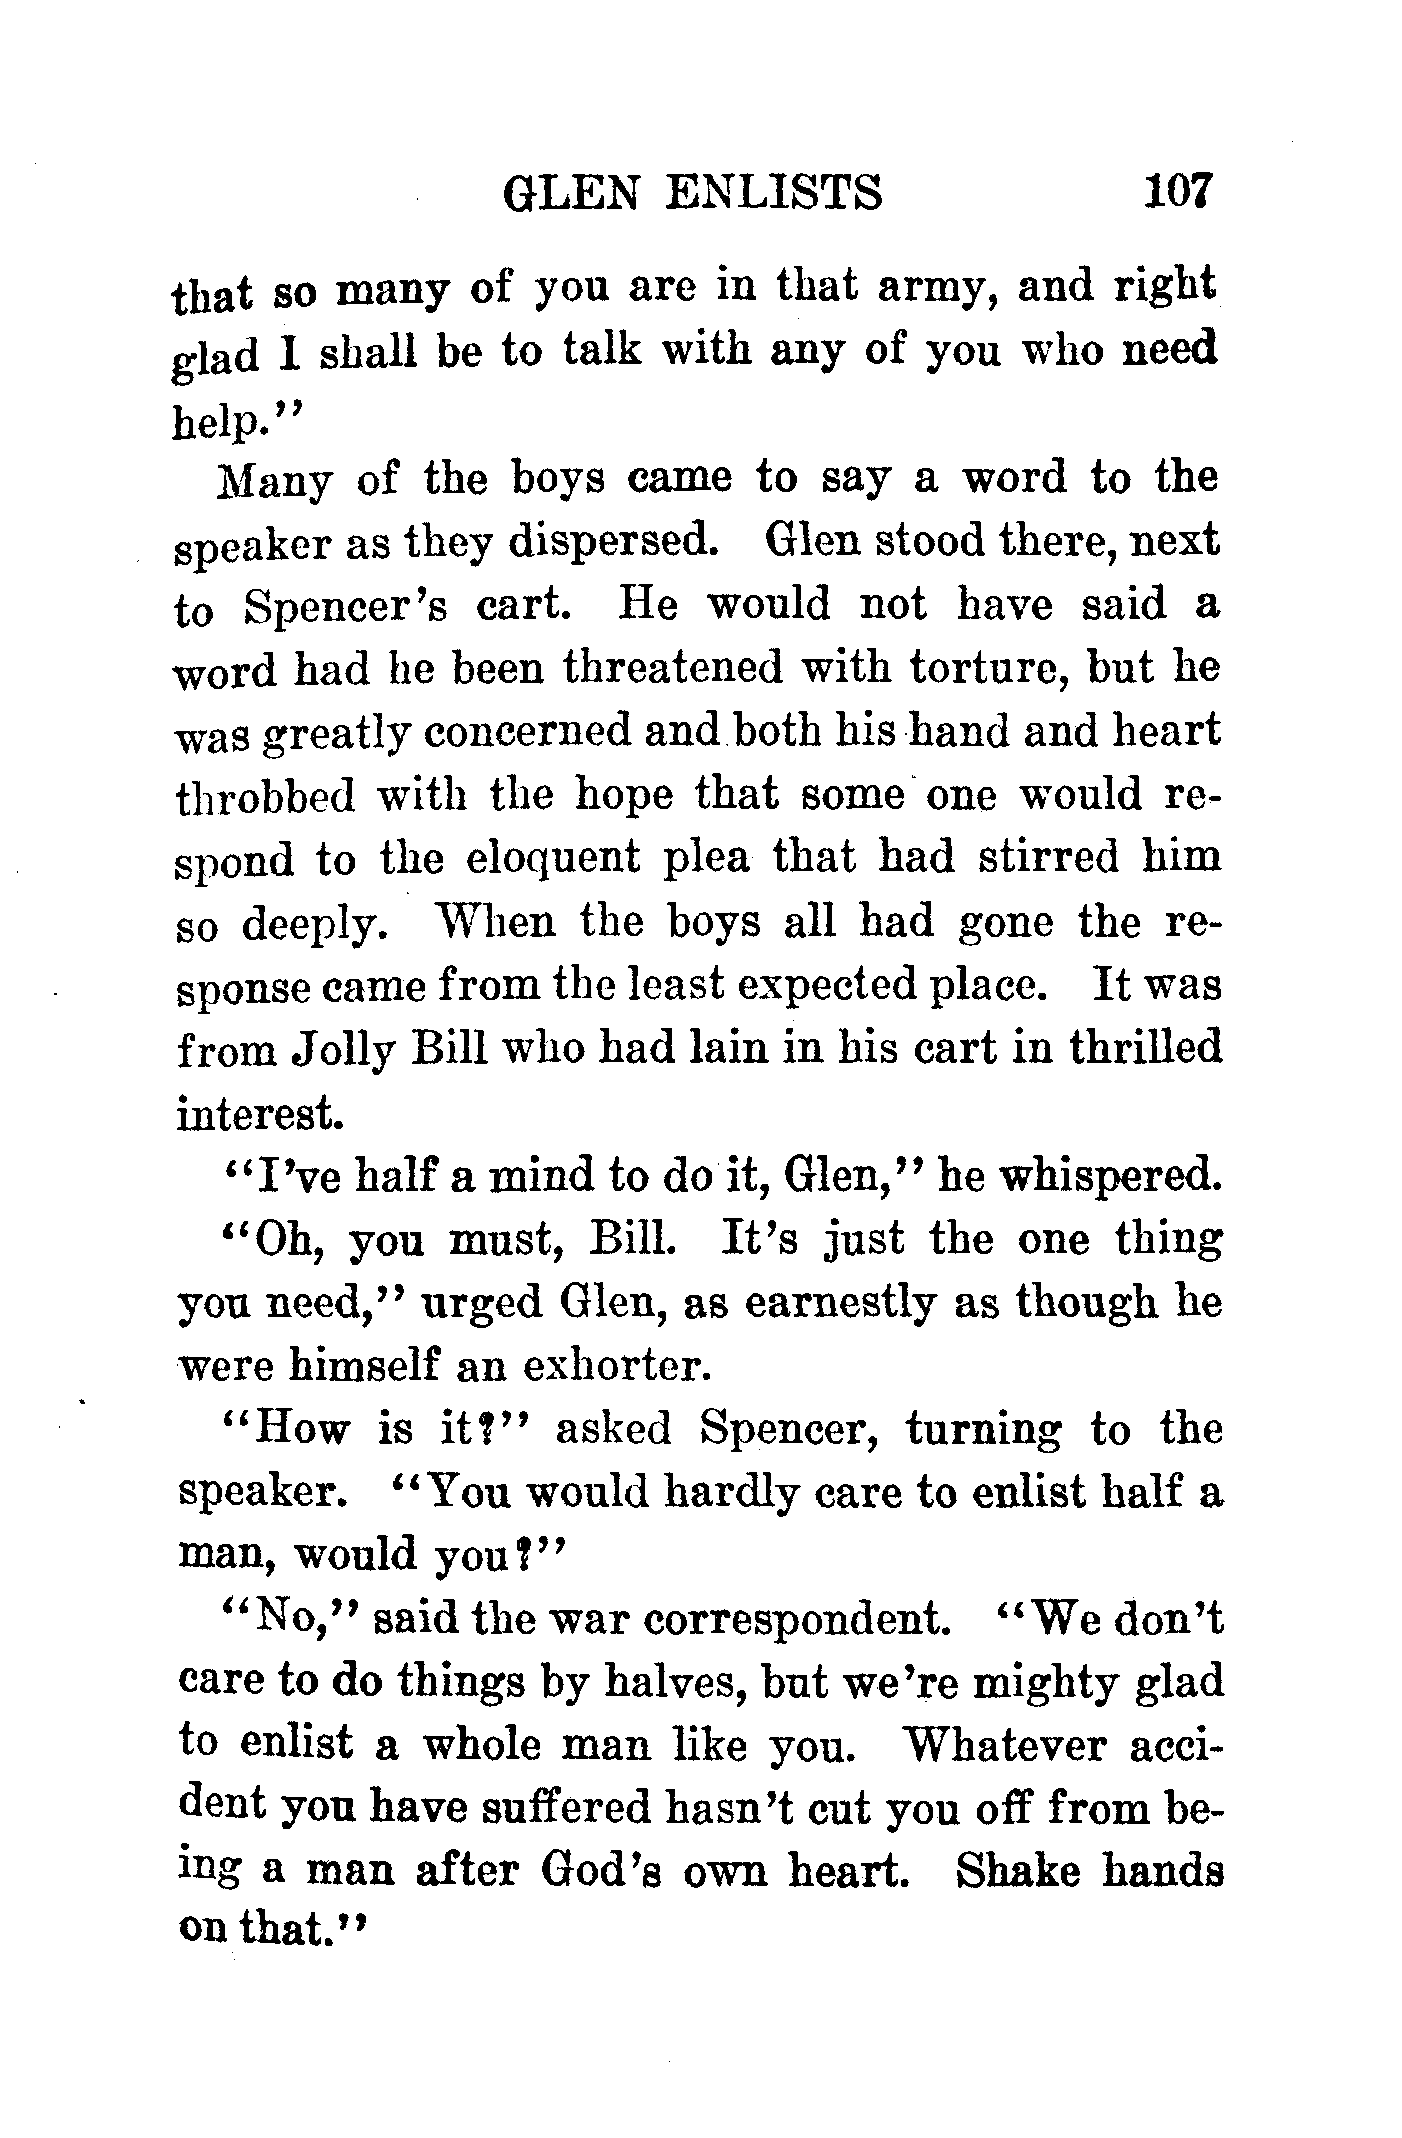 GLEN ENLISTS 107
that so many of you are in that army, and right
glad I shall be to talk with any of you who need
help.''
Many of the boys came to say a word to the
speaker as they dispersed. Glen stood there, next
to Spencer's cart. He would not have said a
word had he been threatened with torture, but he
was greatly concerned and both his hand and heart
throbbed with the hope that some one would re-
spond to the eloquent plea that had stirred him
so deeply. When the boys all had gone the re-
sponse came from the least expected place. It was
from Jolly Bill who had lain in his cart in thrilled
interest.
"I've half a mind to do it, Glen," he whispered.
"Oh, you must, Bill. It's just the one thing
you need," urged Glen, as earnestly as though he
were himself an exhorter.
"How is it?" asked Spencer, turning to the
speaker. "You would hardly care to enlist half a
man, would you?"
"No," said the war correspondent. "We don't
care to do things by halves, but we're mighty glad
to enlist a whole man like you. Whatever acci-
dent you have suffered hasn't cut you off from be-
ing a man after God's own heart. Shake hands
on that."